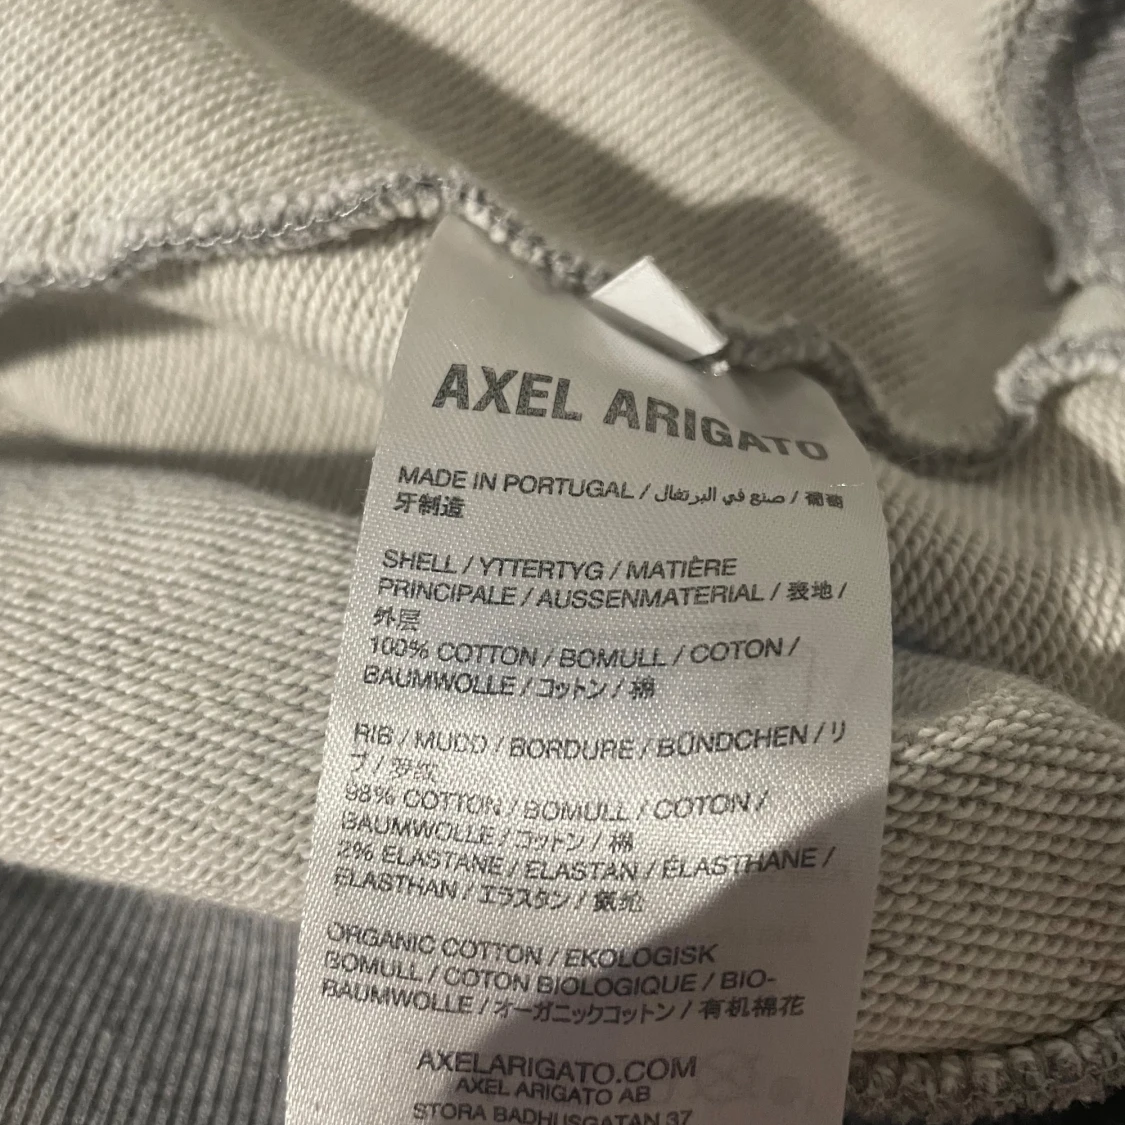 AXEL ARIGATO
MADE IN PORTUGAL / صنع في البرتغال / 葡萄
牙制造
SHELL / YTTERTYG / MATIÈRE
PRINCIPALE / AUSSENMATERIAL / 表地 /
外层
100% COTTON / BOMULL / COTON /
BAUMWOLLE / コットン / 棉
RIB / MUDD / BORDURE / BÜNDCHEN / リ
ブ / 罗纹
98% COTTON / BOMULL / COTON /
BAUMWOLLE / コットン / 棉
2% ELASTANE / ELASTAN / ÉLASTHANE /
ELASTHAN / エラスタン /
ORGANIC COTTON / EKOLOGISK
BOMULL / COTON BIOLOGIQUE / BIO-
BAUMWOLLE / オーガニックコットン / 有机棉花
AXELARIGATO.COM
AXEL ARIGATO AB
STORA BADHUSGATAN 37